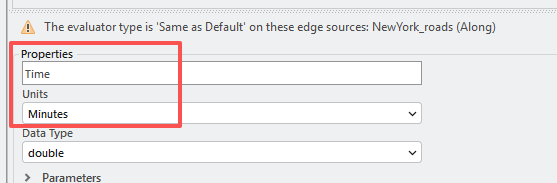 The evaluator type is 'Same as Default' on these edge sources: NewYork_roads (Along)
Properties
Time
Units
Minutes
Data Type
double
Parameters